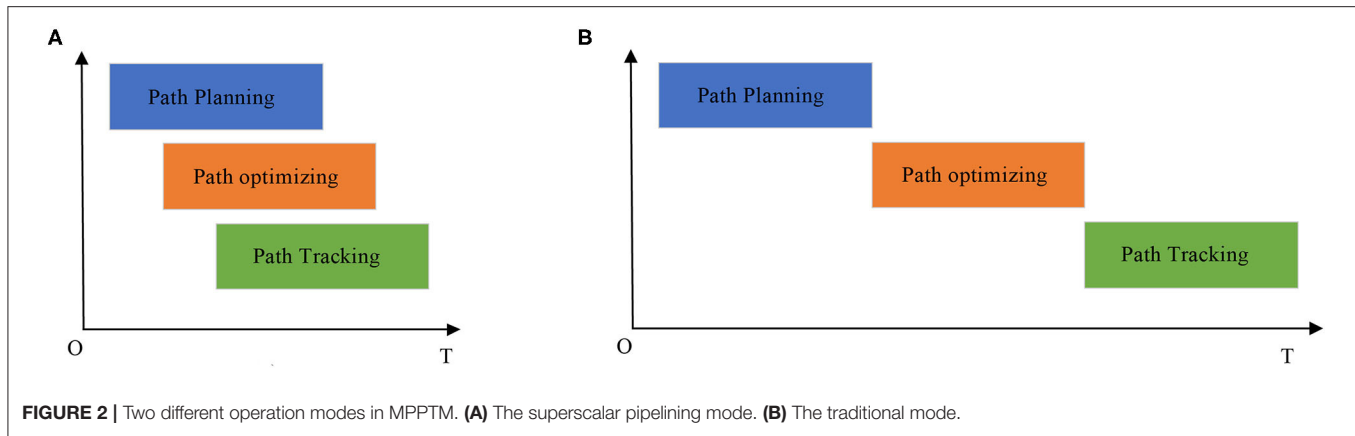 A
Path Planning
Path optimizing
Path Tracking
O
T
B
Path Planning
Path optimizing
Path Tracking
O
T
FIGURE 2 | Two different operation modes in MPPTM. (A) The superscalar pipelining mode. (B) The traditional mode.